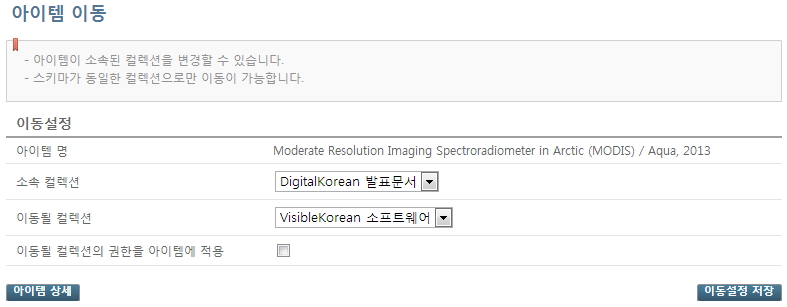 아이템 이동
- 아이템이 소속된 컬렉션을 변경할 수 있습니다.
- 스키마가 동일한 컬렉션으로만 이동이 가능합니다.
이동설정
아이템 명 Moderate Resolution Imaging Spectroradiometer in Arctic (MODIS) / Aqua, 2013
소속 컬렉션 DigitalKorean 발표문서
이동될 컬렉션 VisibleKorean 소프트웨어
이동될 컬렉션의 권한을 아이템에 적용
아이템 상세 이동설정 저장